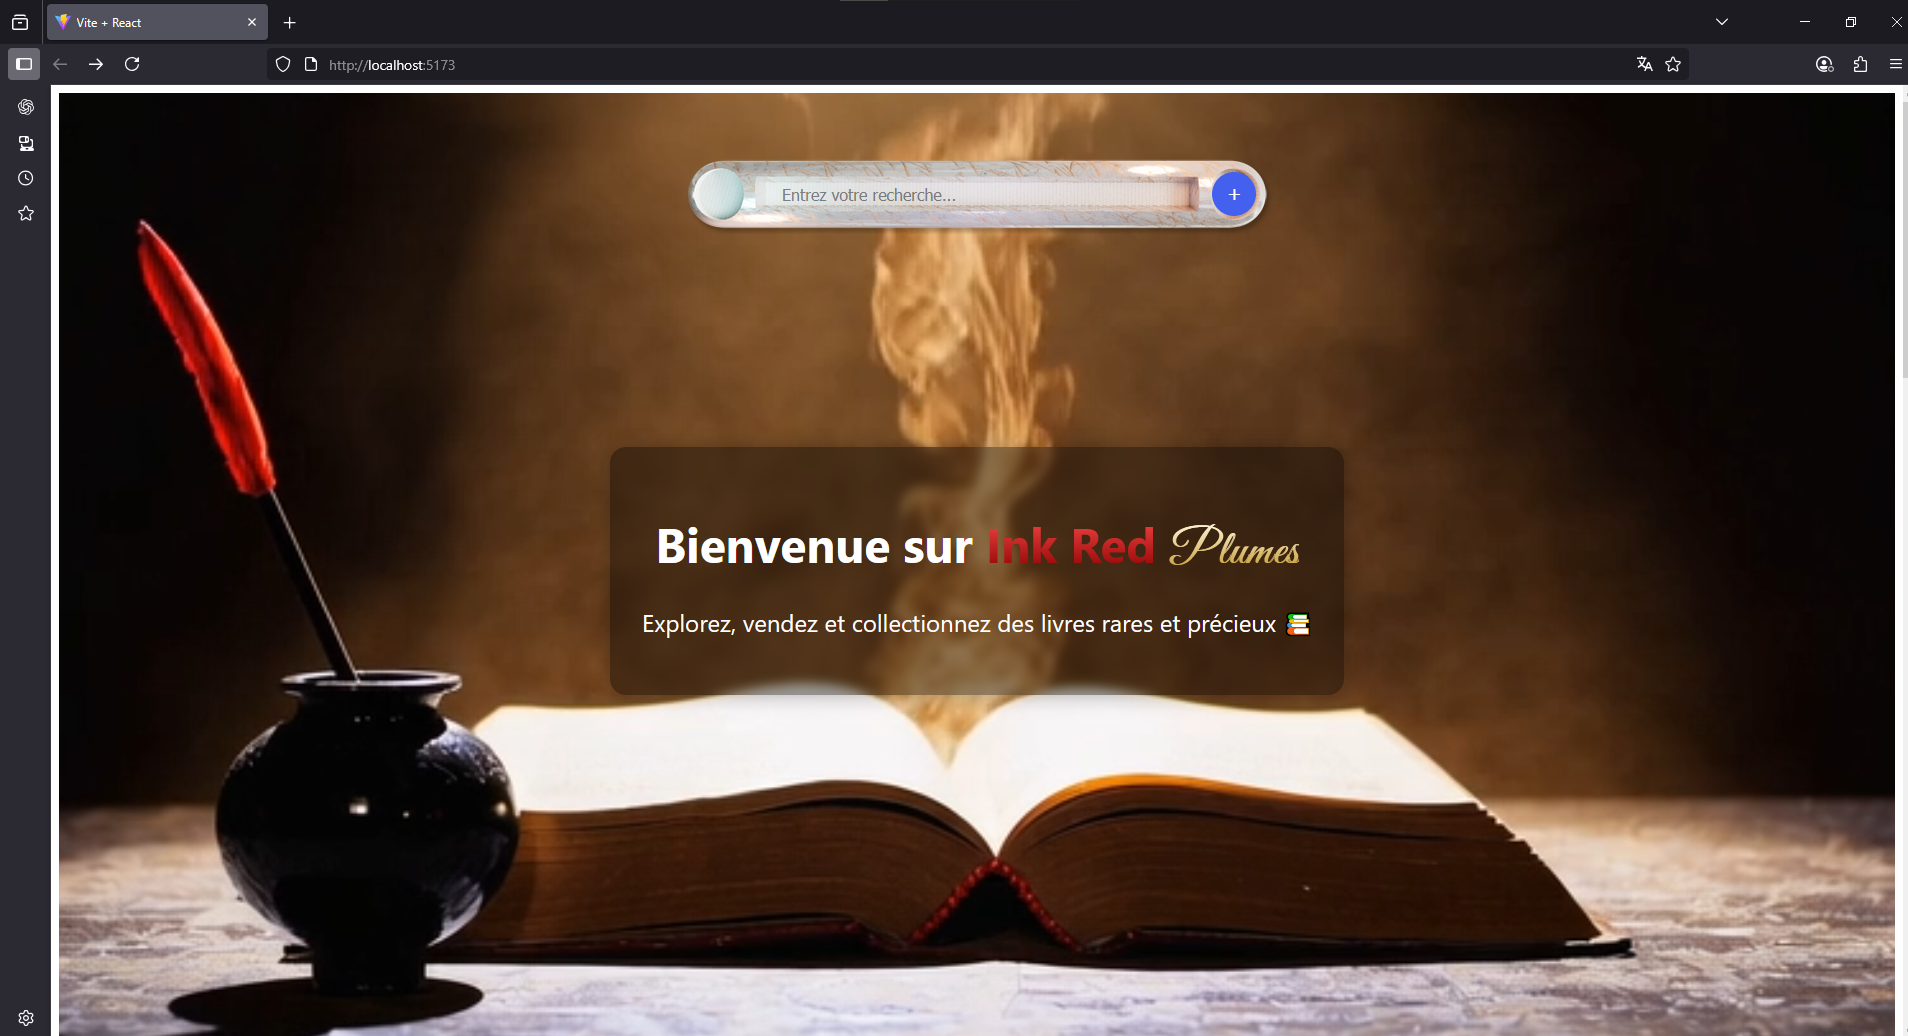 Vite + React
http://localhost:5173
Entrez votre recherche...
+
Bienvenue sur Ink Red Plumes
Explorez, vendez et collectionnez des livres rares et précieux 📚